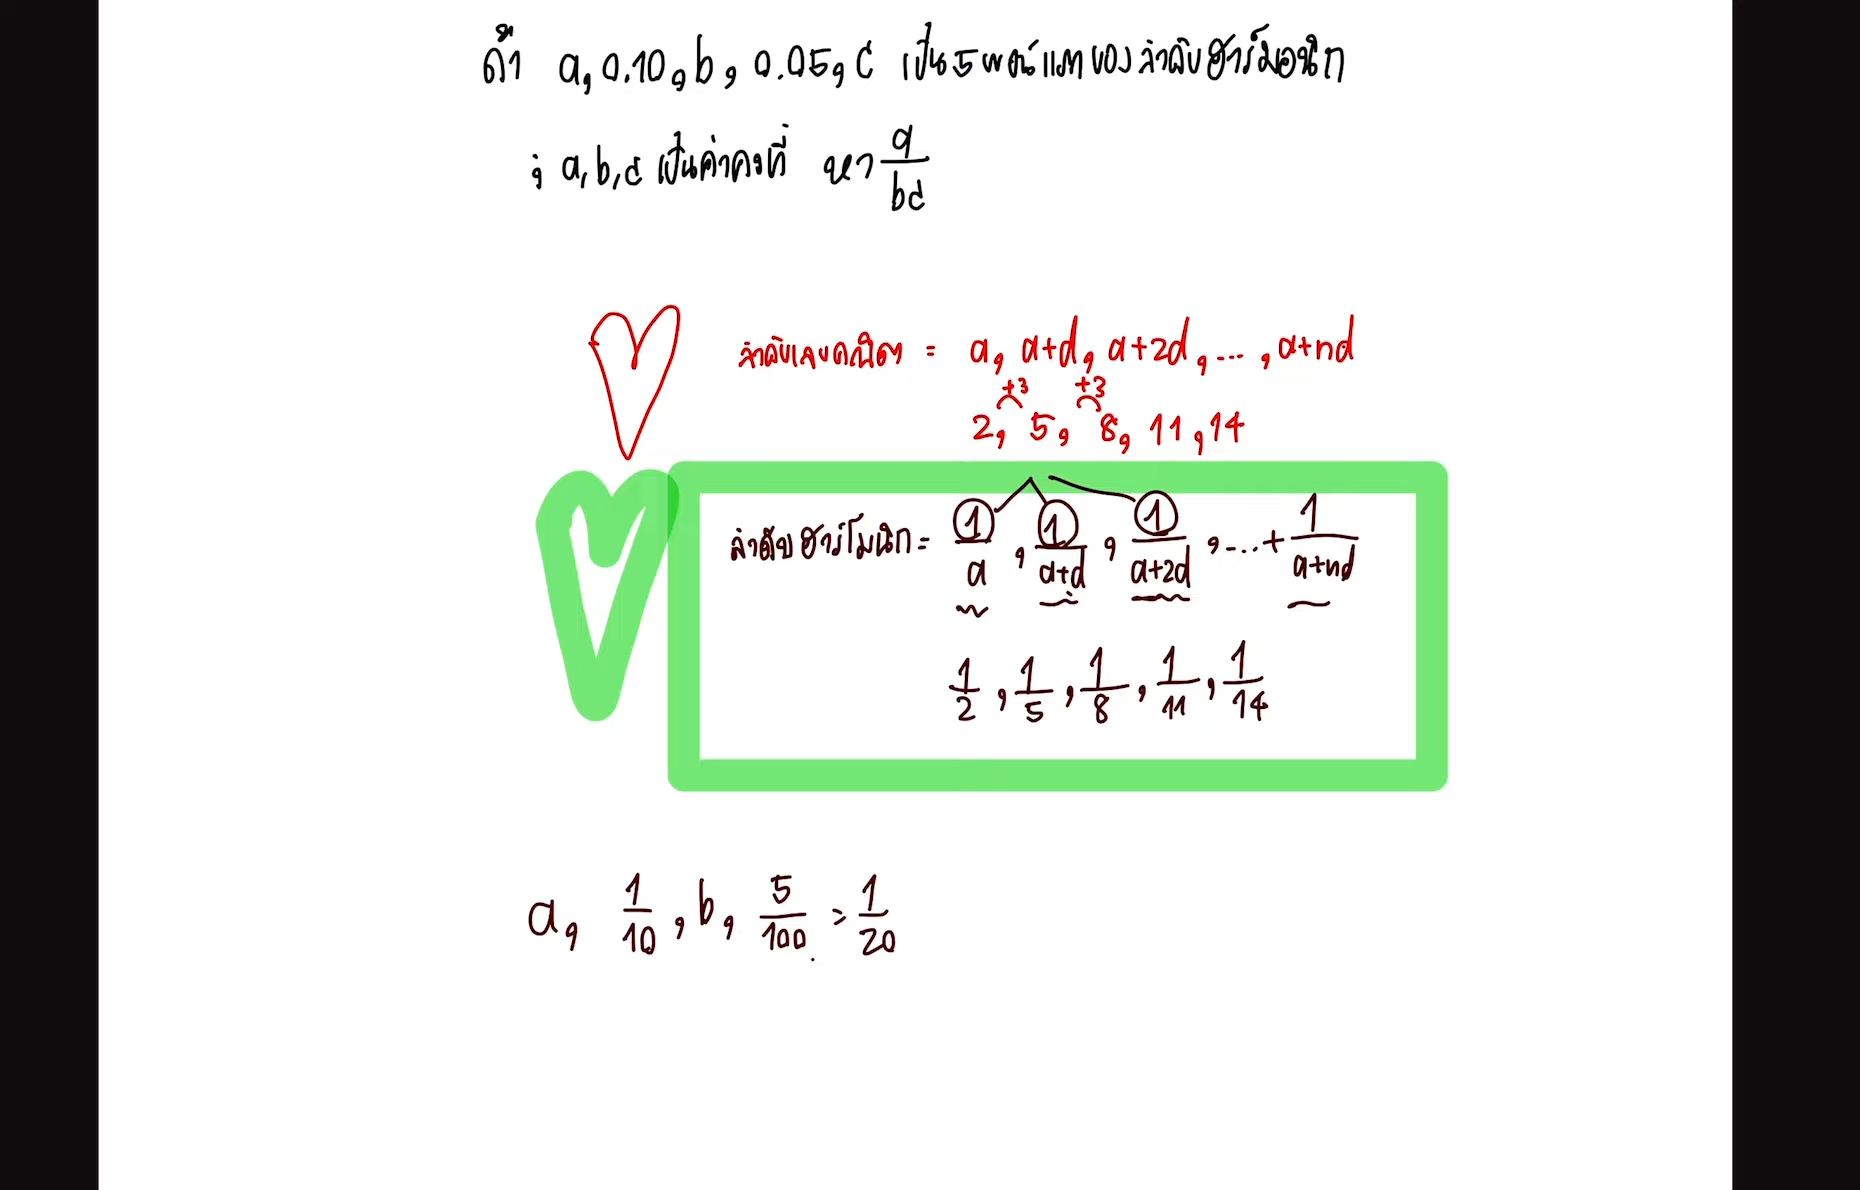 ถ้า a, 0.10, b, 0.05, c เป็น 5 พจน์แรกของลำดับฮาร์มอนิก
; a, b, c เป็นค่าคงที่ หา a/bc
ลำดับเลขคณิต = a, a+d, a+2d, ... , a+nd
+3 +3
2, 5, 8, 11, 14
ลำดับฮาร์โมนิก = 1/a , 1/a+d , 1/a+2d , ... + 1/a+nd
1/2 , 1/5 , 1/8 , 1/11 , 1/14
a, 1/10 , b, 5/100 = 1/20